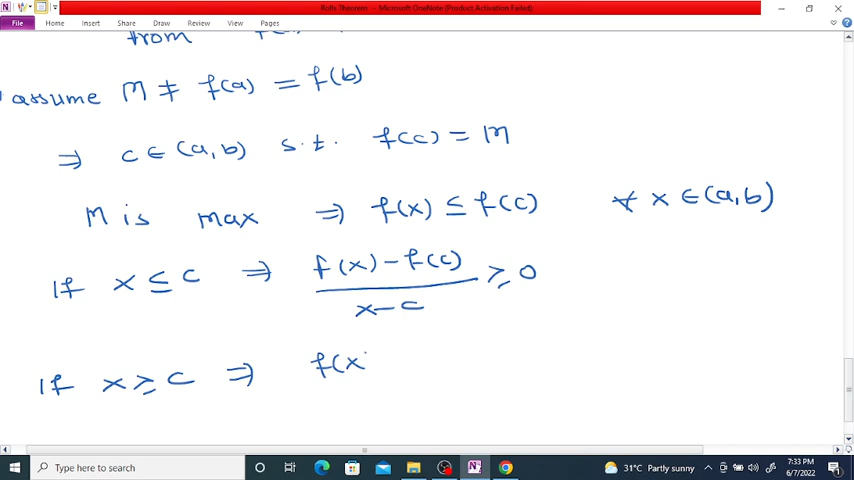 Rolls Theorem - Microsoft OneNote (Product Activation Failed)
File Home Insert Share Draw History Review View Pages
from
assume M ≠ f(a) = f(b)
⇒ c ∈ (a,b) s.t. f(c) = M
M is max ⇒ f(x) ≤ f(c) ∀ x ∈ (a,b)
If x ≤ c ⇒ f(x) - f(c) / x - c ≥ 0
If x ≥ c ⇒ f(x
Type here to search
31°C Partly sunny
7:33 PM
6/7/2022